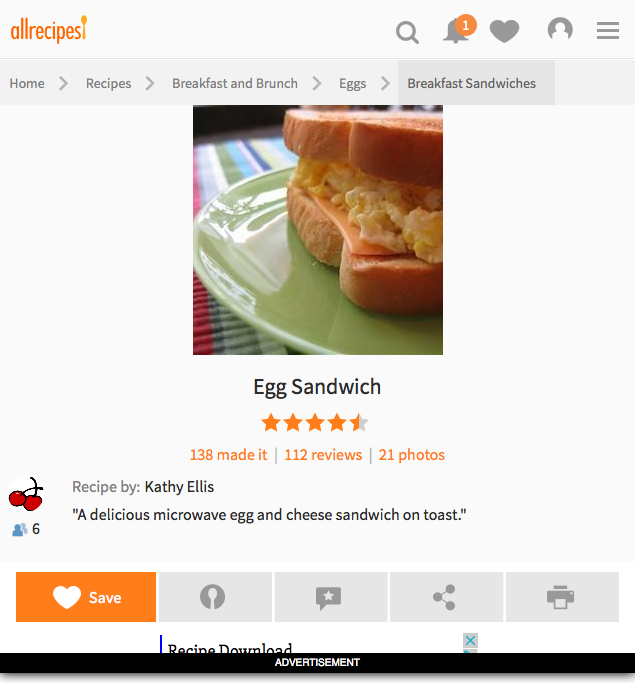 allrecipes
1
Home Recipes Breakfast and Brunch Eggs Breakfast Sandwiches
Egg Sandwich
138 made it | 112 reviews | 21 photos
Recipe by: Kathy Ellis
"A delicious microwave egg and cheese sandwich on toast."
6
Save
Recipe Download
ADVERTISEMENT